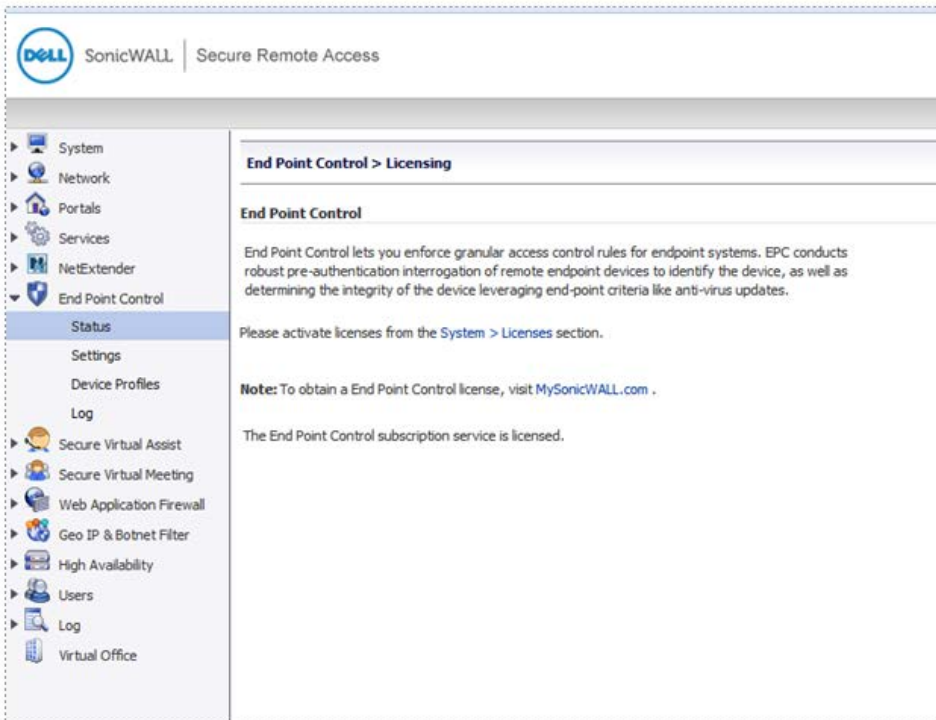 DELL SonicWALL Secure Remote Access
System
Network
Portals
Services
NetExtender
End Point Control
Status
Settings
Device Profiles
Log
Secure Virtual Assist
Secure Virtual Meeting
Web Application Firewall
Geo IP & Botnet Filter
High Availability
Users
Log
Virtual Office
End Point Control > Licensing
End Point Control
End Point Control lets you enforce granular access control rules for endpoint systems. EPC conducts
robust pre-authentication interrogation of remote endpoint devices to identify the device, as well as
determining the integrity of the device leveraging end-point criteria like anti-virus updates.
Please activate licenses from the System > Licenses section.
Note: To obtain a End Point Control license, visit MySonicWALL.com .
The End Point Control subscription service is licensed.